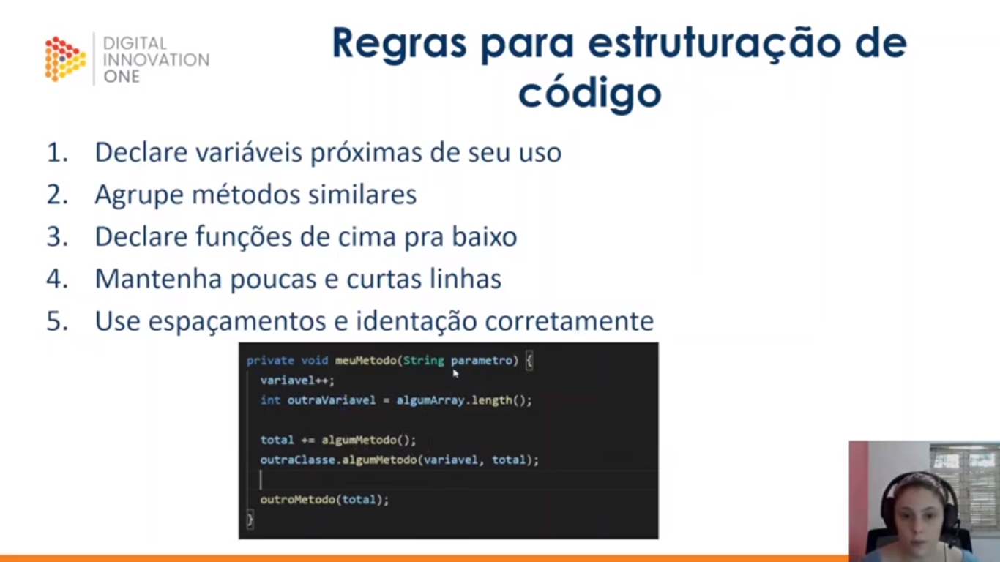 DIGITAL
INNOVATION
ONE
Regras para estruturação de
código
1. Declare variáveis próximas de seu uso
2. Agrupe métodos similares
3. Declare funções de cima pra baixo
4. Mantenha poucas e curtas linhas
5. Use espaçamentos e identação corretamente
private void meuMetodo(String parametro) {
variavel++;
int outraVariavel = algumArray.length();
total += algumMetodo();
outraClasse.algumMetodo(variavel, total);
outroMetodo(total);
}